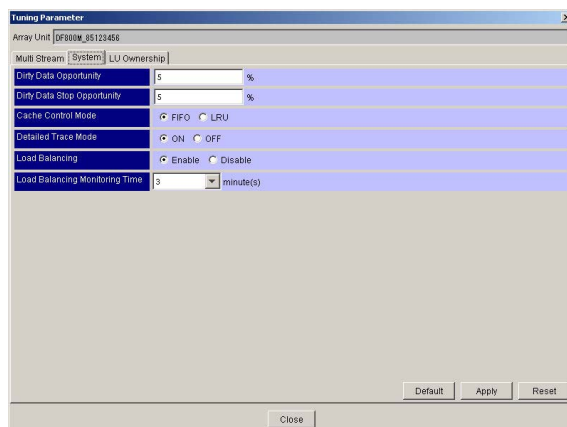 Tuning Parameter
Array Unit DF800M_85123456
Multi Stream System LU Ownership
Dirty Data Opportunity 5 %
Dirty Data Stop Opportunity 5 %
Cache Control Mode FIFO LRU
Detailed Trace Mode ON OFF
Load Balancing Enable Disable
Load Balancing Monitoring Time 3 minute(s)
Default Apply Reset
Close